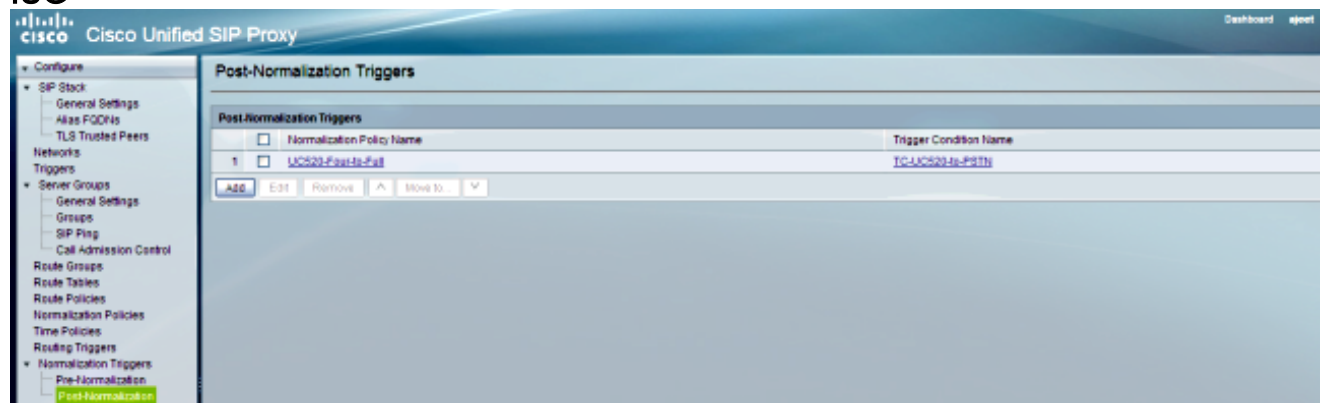 Dashboard ajeet
cisco Cisco Unified SIP Proxy
Configure
SIP Stack
General Settings
Alias FQDNs
TLS Trusted Peers
Networks
Triggers
Server Groups
General Settings
Groups
SIP Ping
Call Admission Control
Route Groups
Route Tables
Route Policies
Normalization Policies
Time Policies
Routing Triggers
Normalization Triggers
Pre-Normalization
Post-Normalization
Post-Normalization Triggers
Post-Normalization Triggers
Normalization Policy Name Trigger Condition Name
1 UC520-Four-to-Full TC-UC520-to-PSTN
Add Edit Remove Move to...